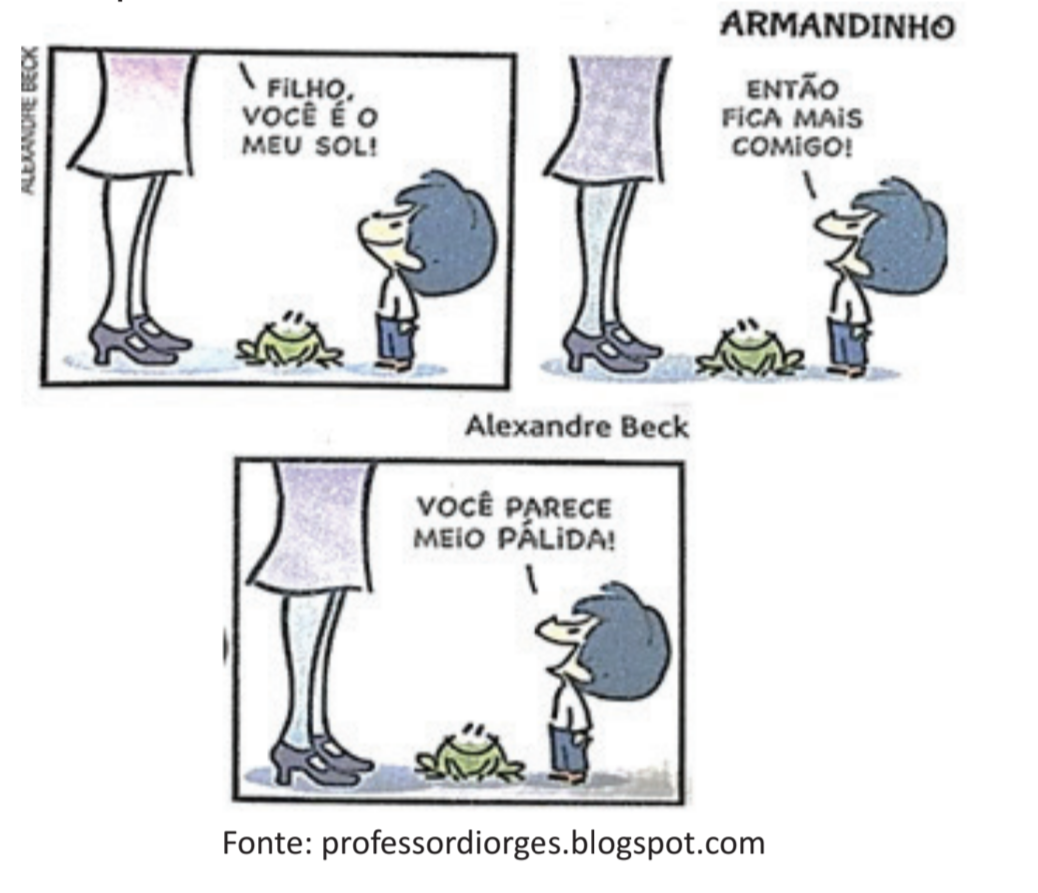 ARMANDINHO
ALEXANDRE BECK
FILHO,
VOCÊ É O
MEU SOL!
ENTÃO
FICA MAIS
COMIGO!
Alexandre Beck
VOCÊ PARECE
MEIO PÁLIDA!
Fonte: professordiorges.blogspot.com